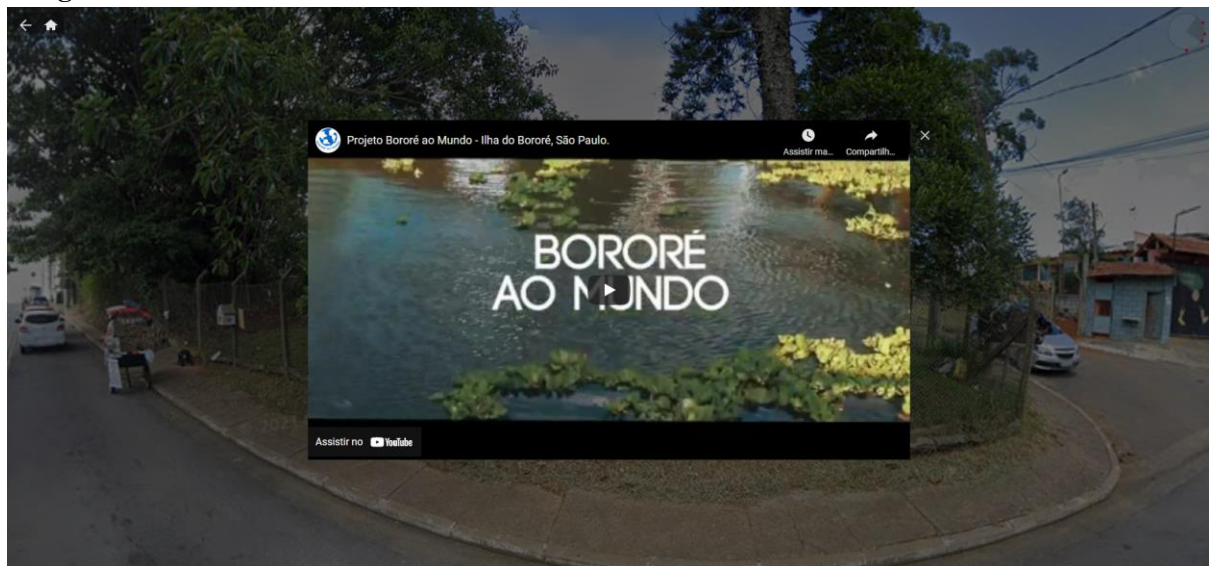 Projeto Bororé ao Mundo - Ilha do Bororé, São Paulo.
Assistir ma...
Compartilh...
BORORÉ
AO MUNDO
Assistir no YouTube